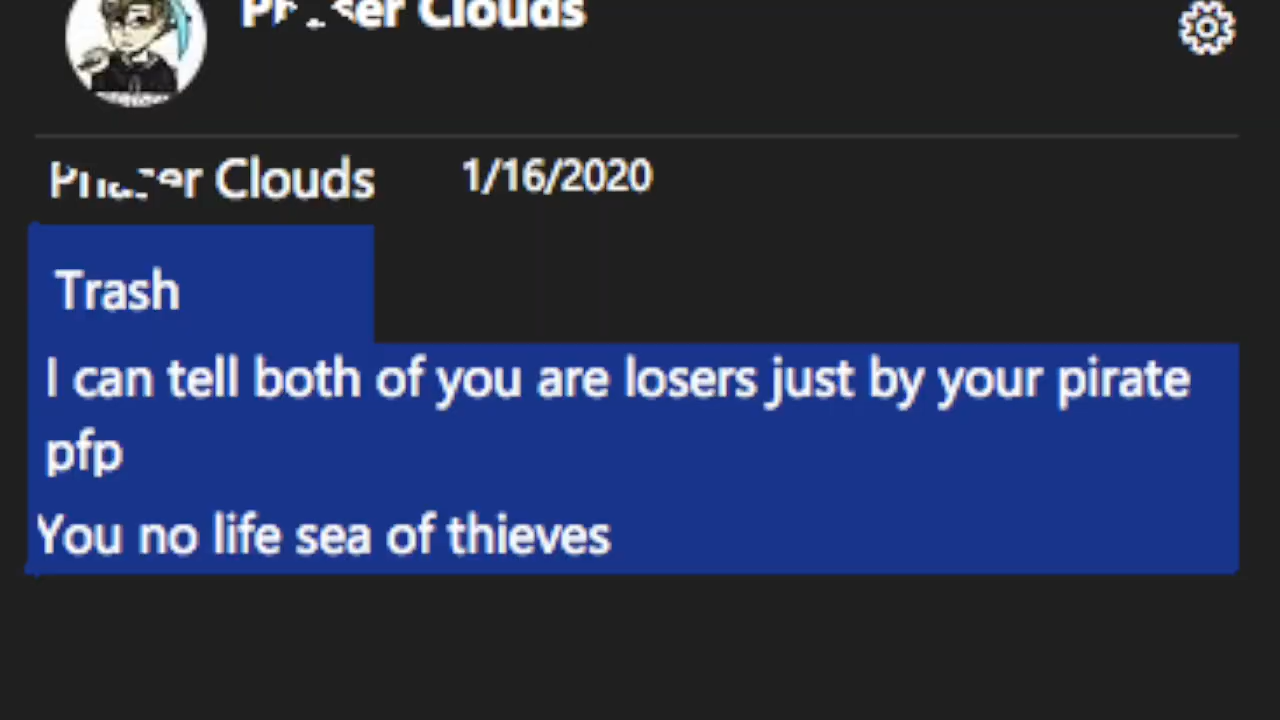 Clouds
Clouds 1/16/2020
Trash
I can tell both of you are losers just by your pirate
pfp
You no life sea of thieves